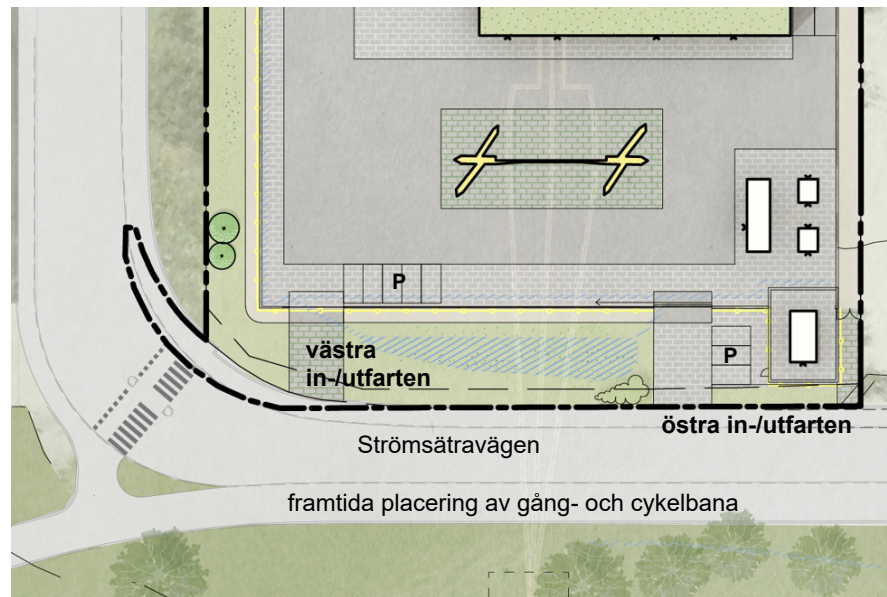 P
västra
in-/utfarten
P
östra in-/utfarten
Strömsätravägen
framtida placering av gång- och cykelbana